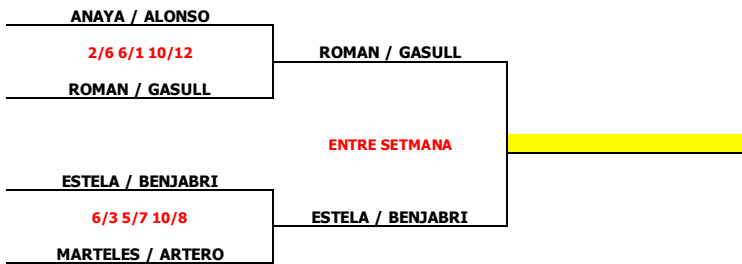 ANAYA / ALONSO
2/6 6/1 10/12
ROMAN / GASULL
ROMAN / GASULL
ENTRE SETMANA
ESTELA / BENJABRI
6/3 5/7 10/8
ESTELA / BENJABRI
MARTELES / ARTERO